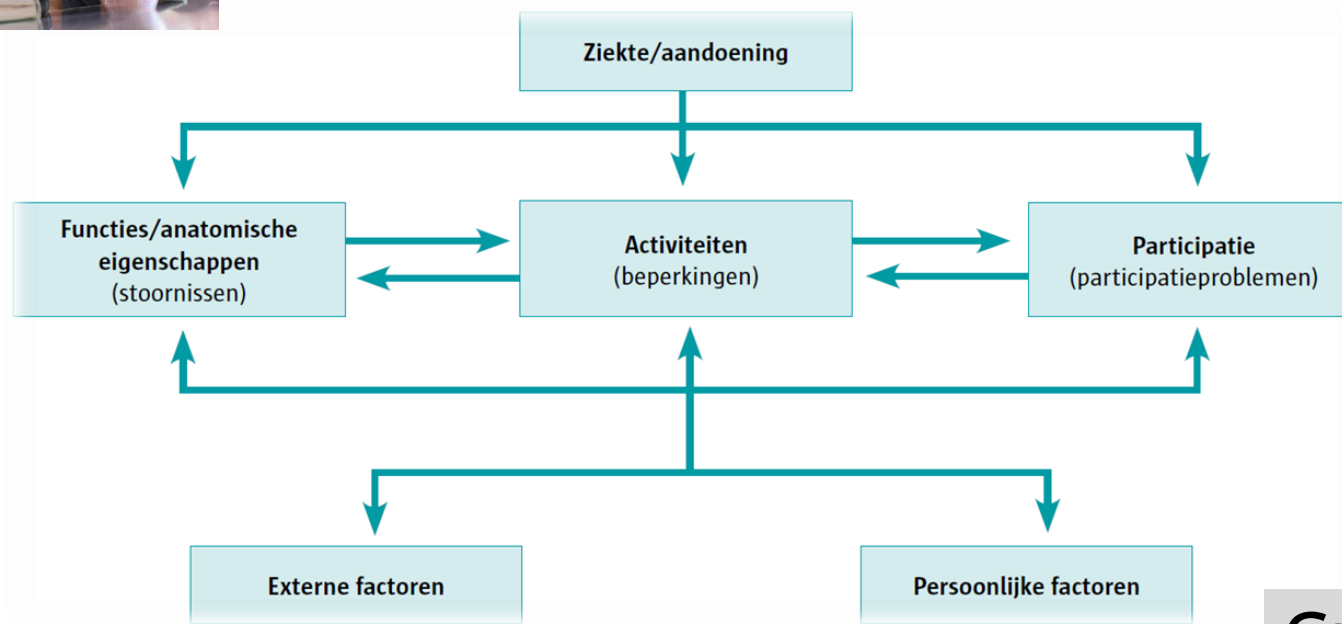 Ziekte/aandoening
Functies/anatomische
eigenschappen
(stoornissen)
Activiteiten
(beperkingen)
Participatie
(participatieproblemen)
Externe factoren
Persoonlijke factoren